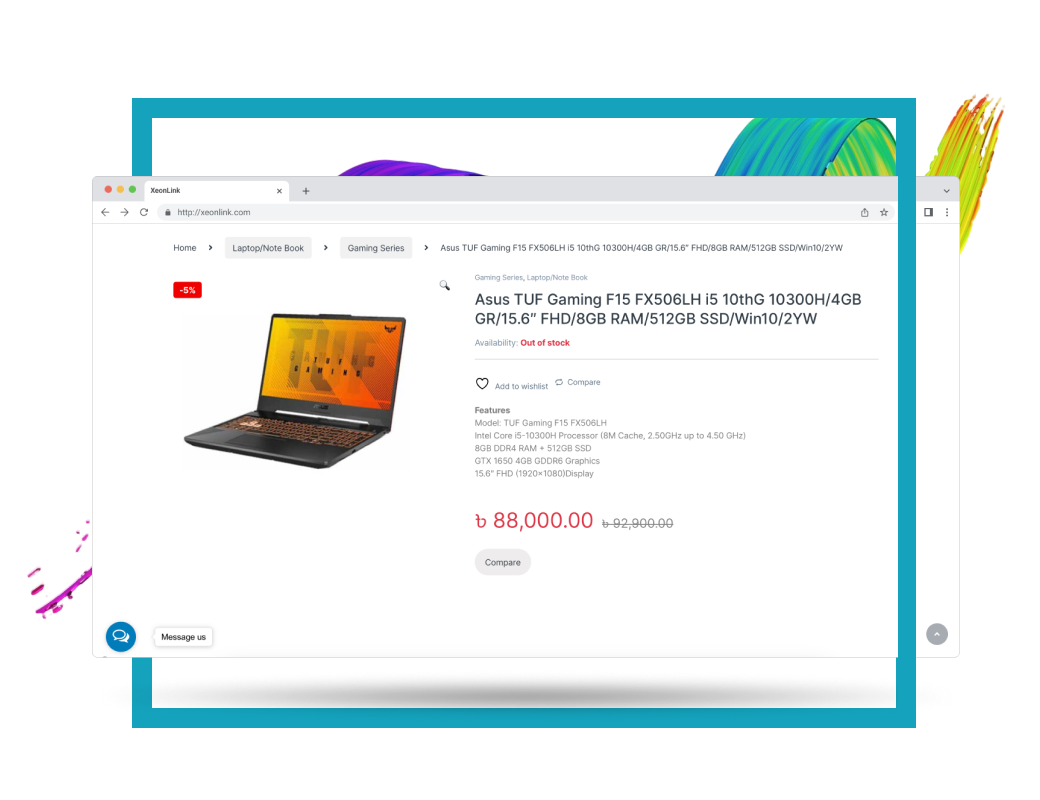 XeonLink
http://xeonlink.com
Home > Laptop/Note Book > Gaming Series > Asus TUF Gaming F15 FX506LH i5 10thG 10300H/4GB GR/15.6″ FHD/8GB RAM/512GB SSD/Win10/2YW
-5%
TUF
TUF GAMING
Gaming Series, Laptop/Note Book
Asus TUF Gaming F15 FX506LH i5 10thG 10300H/4GB
GR/15.6″ FHD/8GB RAM/512GB SSD/Win10/2YW
Availability: Out of stock
Add to wishlist Compare
Features
Model: TUF Gaming F15 FX506LH
Intel Core i5-10300H Processor (8M Cache, 2.50GHz up to 4.50 GHz)
8GB DDR4 RAM + 512GB SSD
GTX 1650 4GB GDDR6 Graphics
15.6″ FHD (1920×1080)Display
৳ 88,000.00 ৳ 92,900.00
Compare
Message us